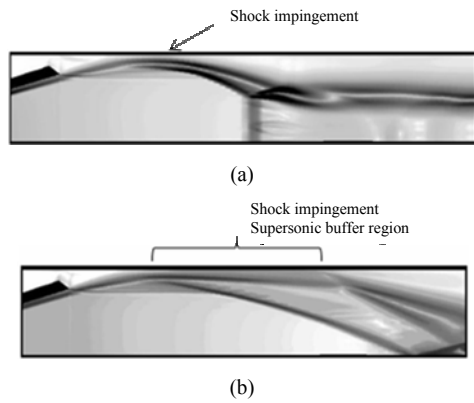 Shock impingement
(a)
Shock impingement
Supersonic buffer region
(b)